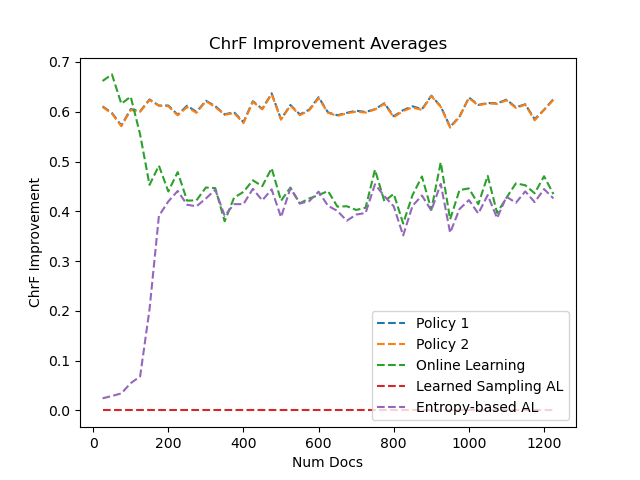 ChrF Improvement Averages
ChrF Improvement
0.7
0.6
0.5
0.4
0.3
0.2
0.1
0.0
Policy 1
Policy 2
Online Learning
Learned Sampling AL
Entropy-based AL
0 200 400 600 800 1000 1200
Num Docs